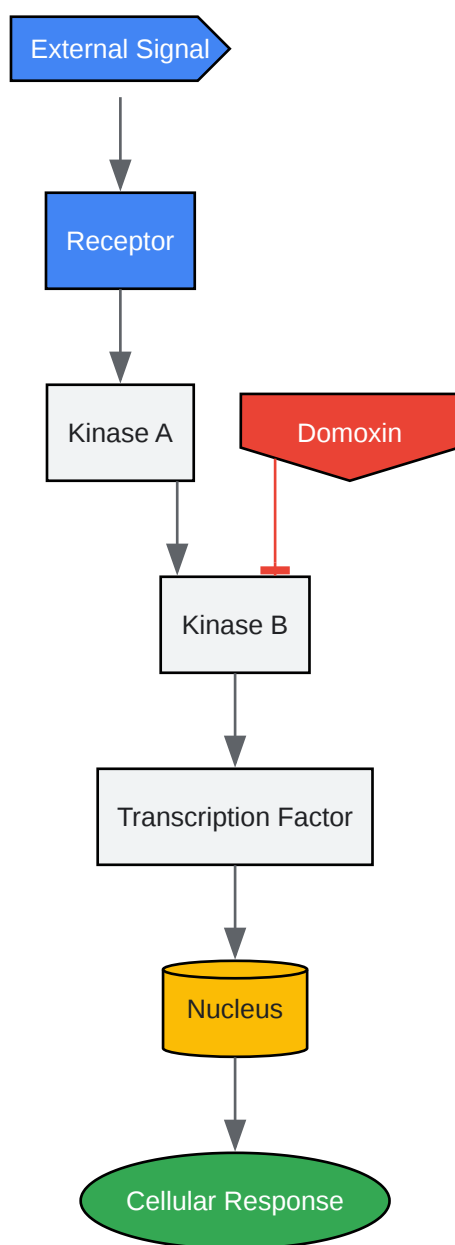 External Signal
Receptor
Kinase A
Domoxin
Kinase B
Transcription Factor
Nucleus
Cellular Response